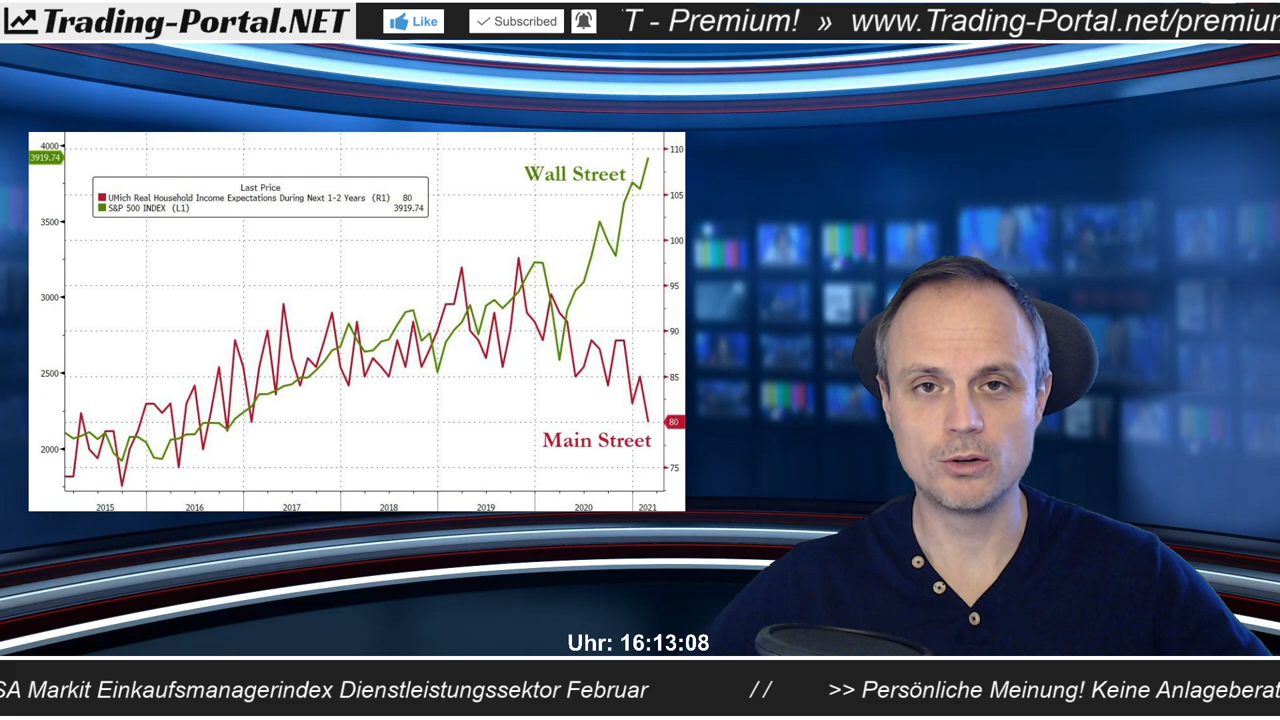 Trading-Portal.NET
Like
Subscribed
T - Premium! » www.Trading-Portal.net/premium
4000
3919.74
3500
3000
2500
2000
Last Price
UMich Real Household Income Expectations During Next 1-2 Years (R1) 80
S&P 500 INDEX (L1) 3919.74
Wall Street
Main Street
110
105
100
95
90
85
80
75
2015 2016 2017 2018 2019 2020 2021
Uhr: 16:13:08
SA Markit Einkaufsmanagerindex Dienstleistungssektor Februar // >> Persönliche Meinung! Keine Anlageberat